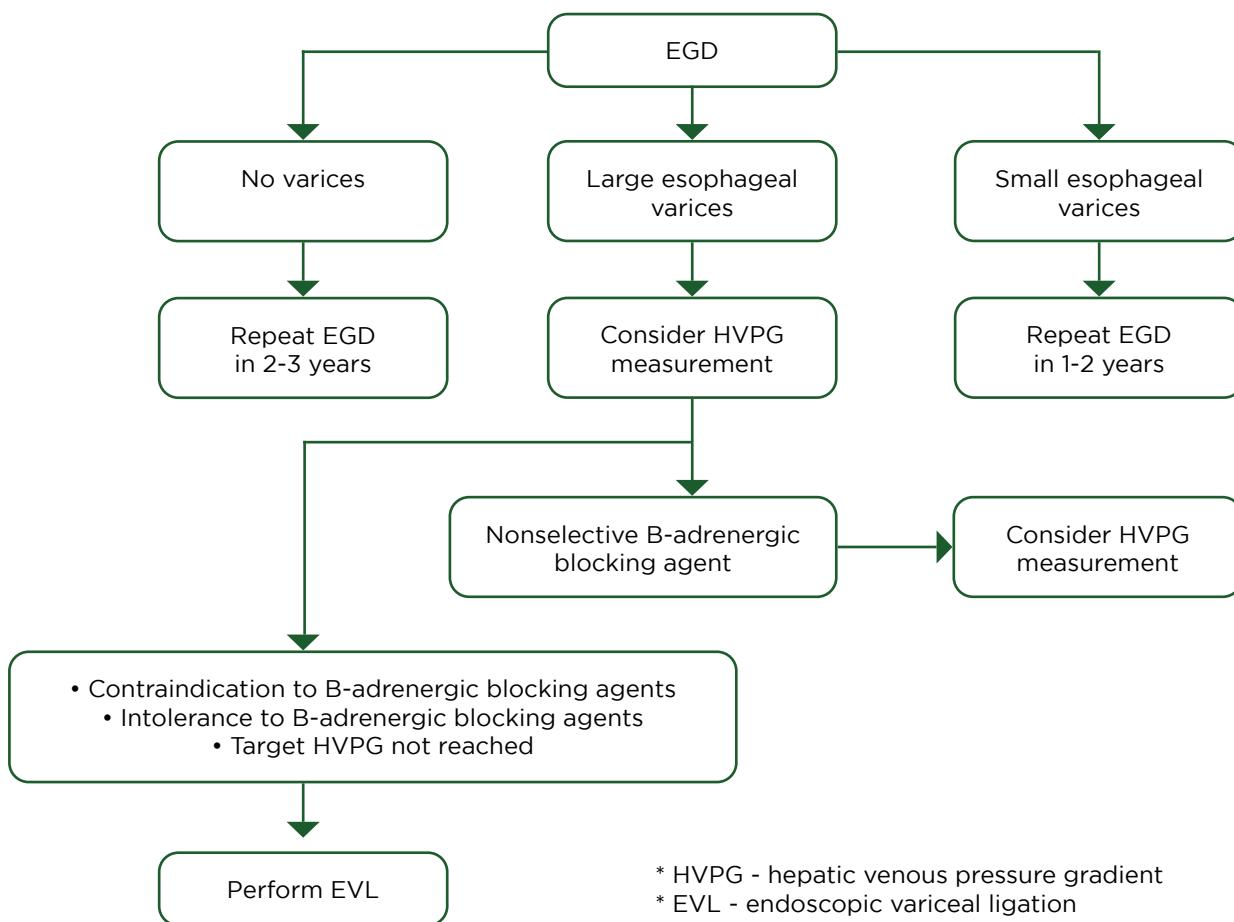 EGD
No varices
Large esophageal
varices
Small esophageal
varices
Repeat EGD
in 2-3 years
Consider HVPG
measurement
Repeat EGD
in 1-2 years
Nonselective B-adrenergic
blocking agent
Consider HVPG
measurement
• Contraindication to B-adrenergic blocking agents
• Intolerance to B-adrenergic blocking agents
• Target HVPG not reached
Perform EVL
* HVPG - hepatic venous pressure gradient
* EVL - endoscopic variceal ligation